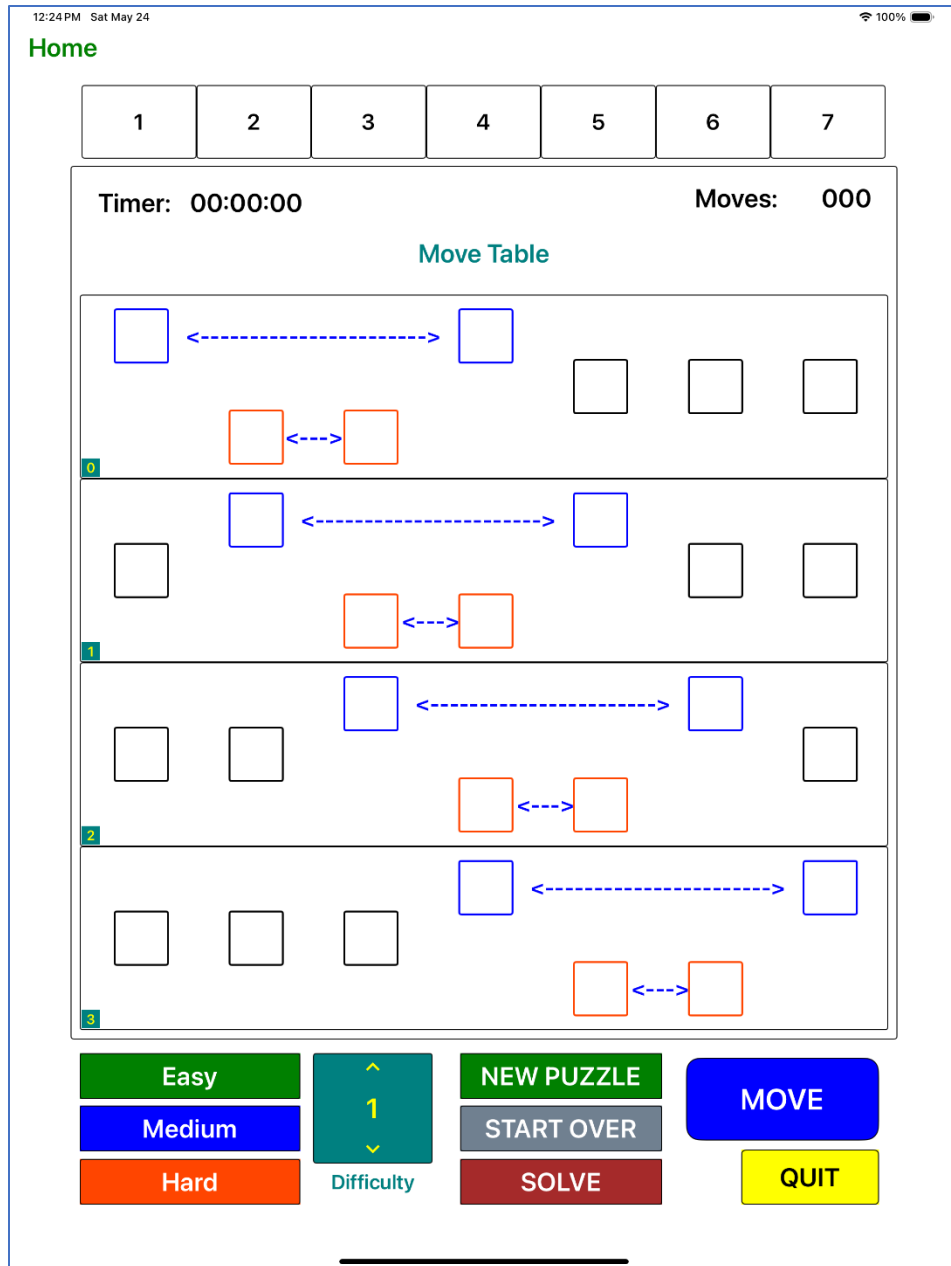 12:24 PM Sat May 24 100%
Home
1 2 3 4 5 6 7
Timer: 00:00:00 Moves: 000
Move Table
<----------------------->
<--->
0
<----------------------->
<--->
1
<----------------------->
<--->
2
<----------------------->
<--->
3
Easy
Medium
Hard
1
Difficulty
NEW PUZZLE
START OVER
SOLVE
MOVE
QUIT